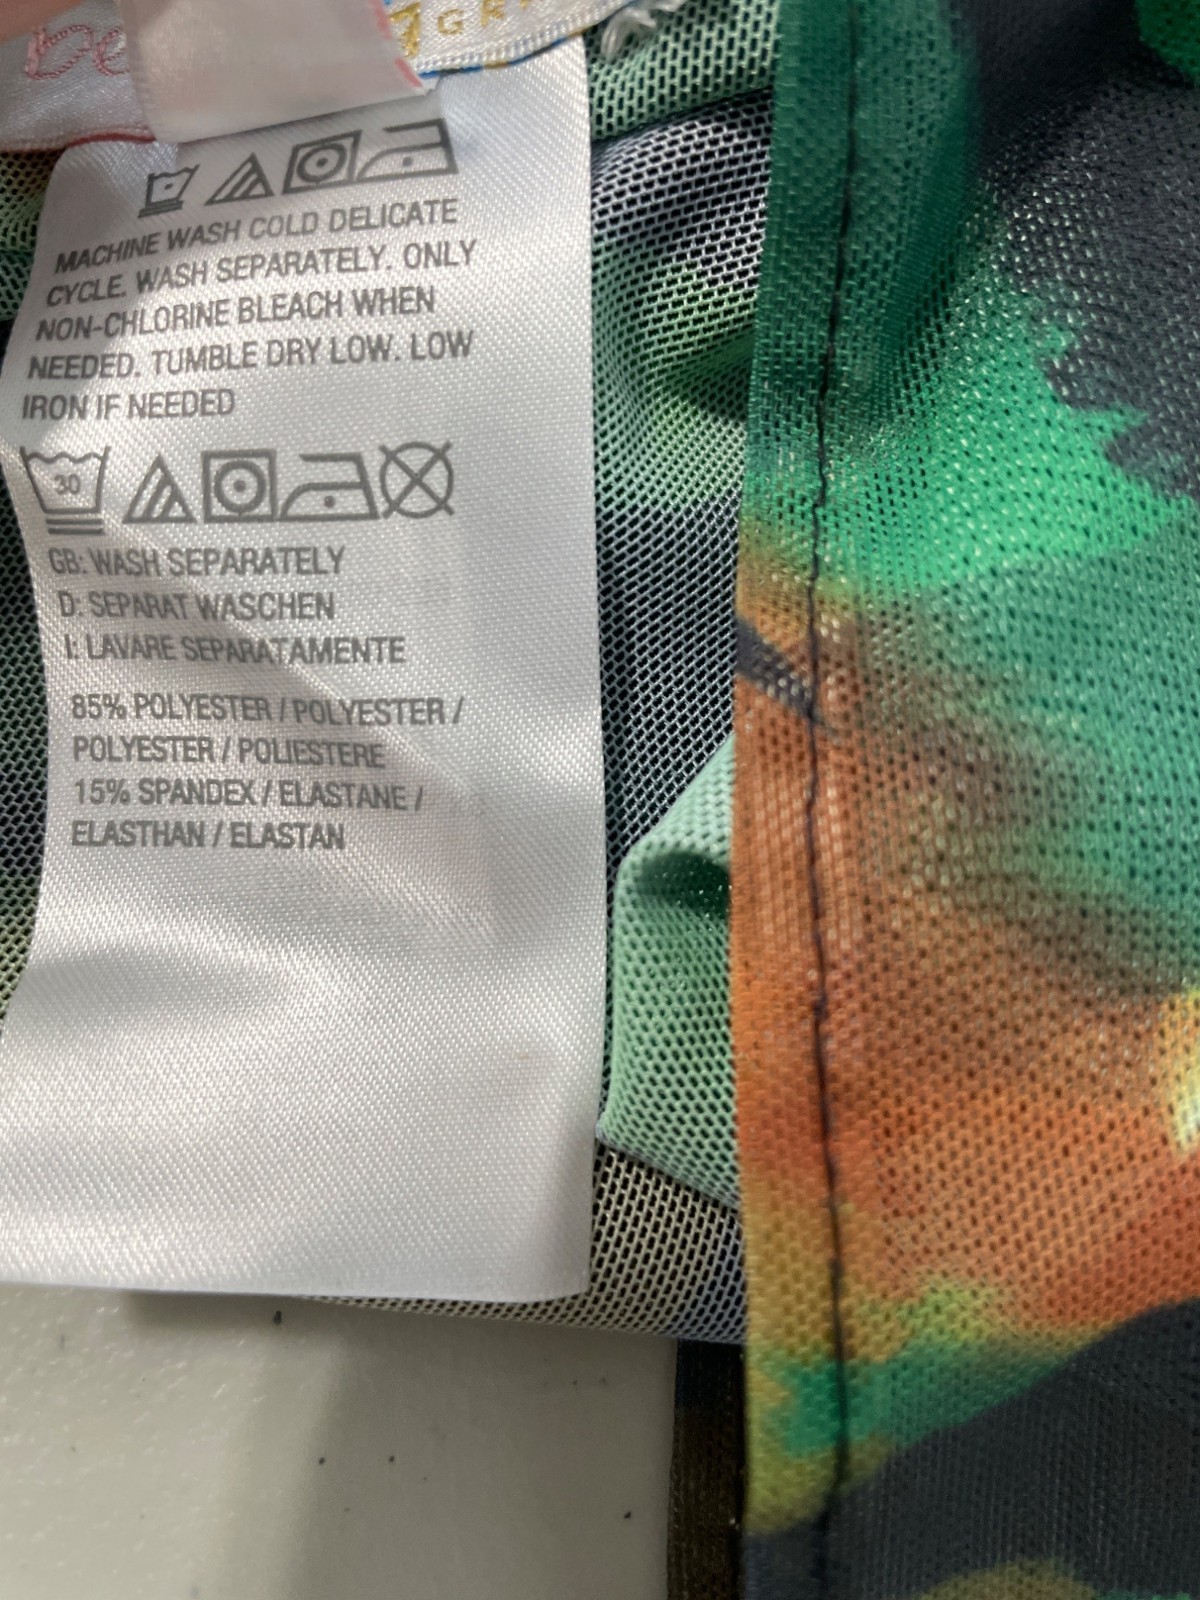 MACHINE WASH COLD DELICATE
CYCLE. WASH SEPARATELY. ONLY
NON-CHLORINE BLEACH WHEN
NEEDED. TUMBLE DRY LOW. LOW
IRON IF NEEDED
30
GB: WASH SEPARATELY
D: SEPARAT WASCHEN
I: LAVARE SEPARATAMENTE
85% POLYESTER / POLYESTER /
POLYESTER / POLIESTERE
15% SPANDEX / ELASTANE /
ELASTHAN / ELASTAN